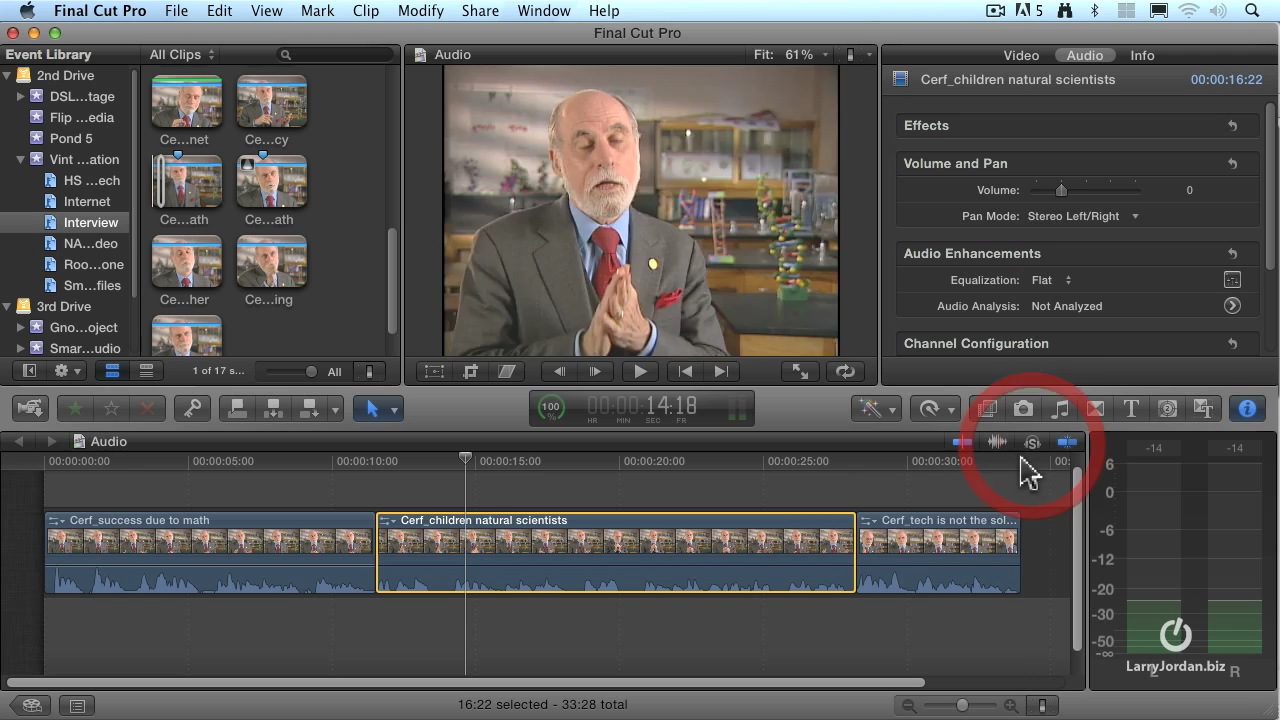 Final Cut Pro File Edit View Mark Clip Modify Share Window Help 5
Final Cut Pro
Event Library
All Clips
Audio
Fit: 61%
Video Audio Info
2nd Drive
DSL...tage
Flip ...edia
Pond 5
Vint ...ation
HS ...ech
Internet
Interview
NA...deo
Roo...one
Sm...files
3rd Drive
Gno...oject
Smar...udio
Ce...net
Ce...cy
Ce...ath
Ce...ath
Ce...her
Ce...ing
1 of 17 s...
All
Cerf_children natural scientists
00:00:16:22
Effects
Volume and Pan
Volume:
0
Pan Mode: Stereo Left/Right
Audio Enhancements
Equalization: Flat
Audio Analysis: Not Analyzed
Channel Configuration
100
%
00:00:14:18
HR MIN SEC FR
T
T
Audio
S
00:00:00:00
00:00:05:00
00:00:10:00
00:00:15:00
00:00:20:00
00:00:25:00
00:00:30:00
00:
Cerf_success due to math
Cerf_children natural scientists
Cerf_tech is not the sol...
-14
-14
6
0
-6
-12
-20
-30
-50
-∞
LarryJordan.biz
L
R
16:22 selected - 33:28 total